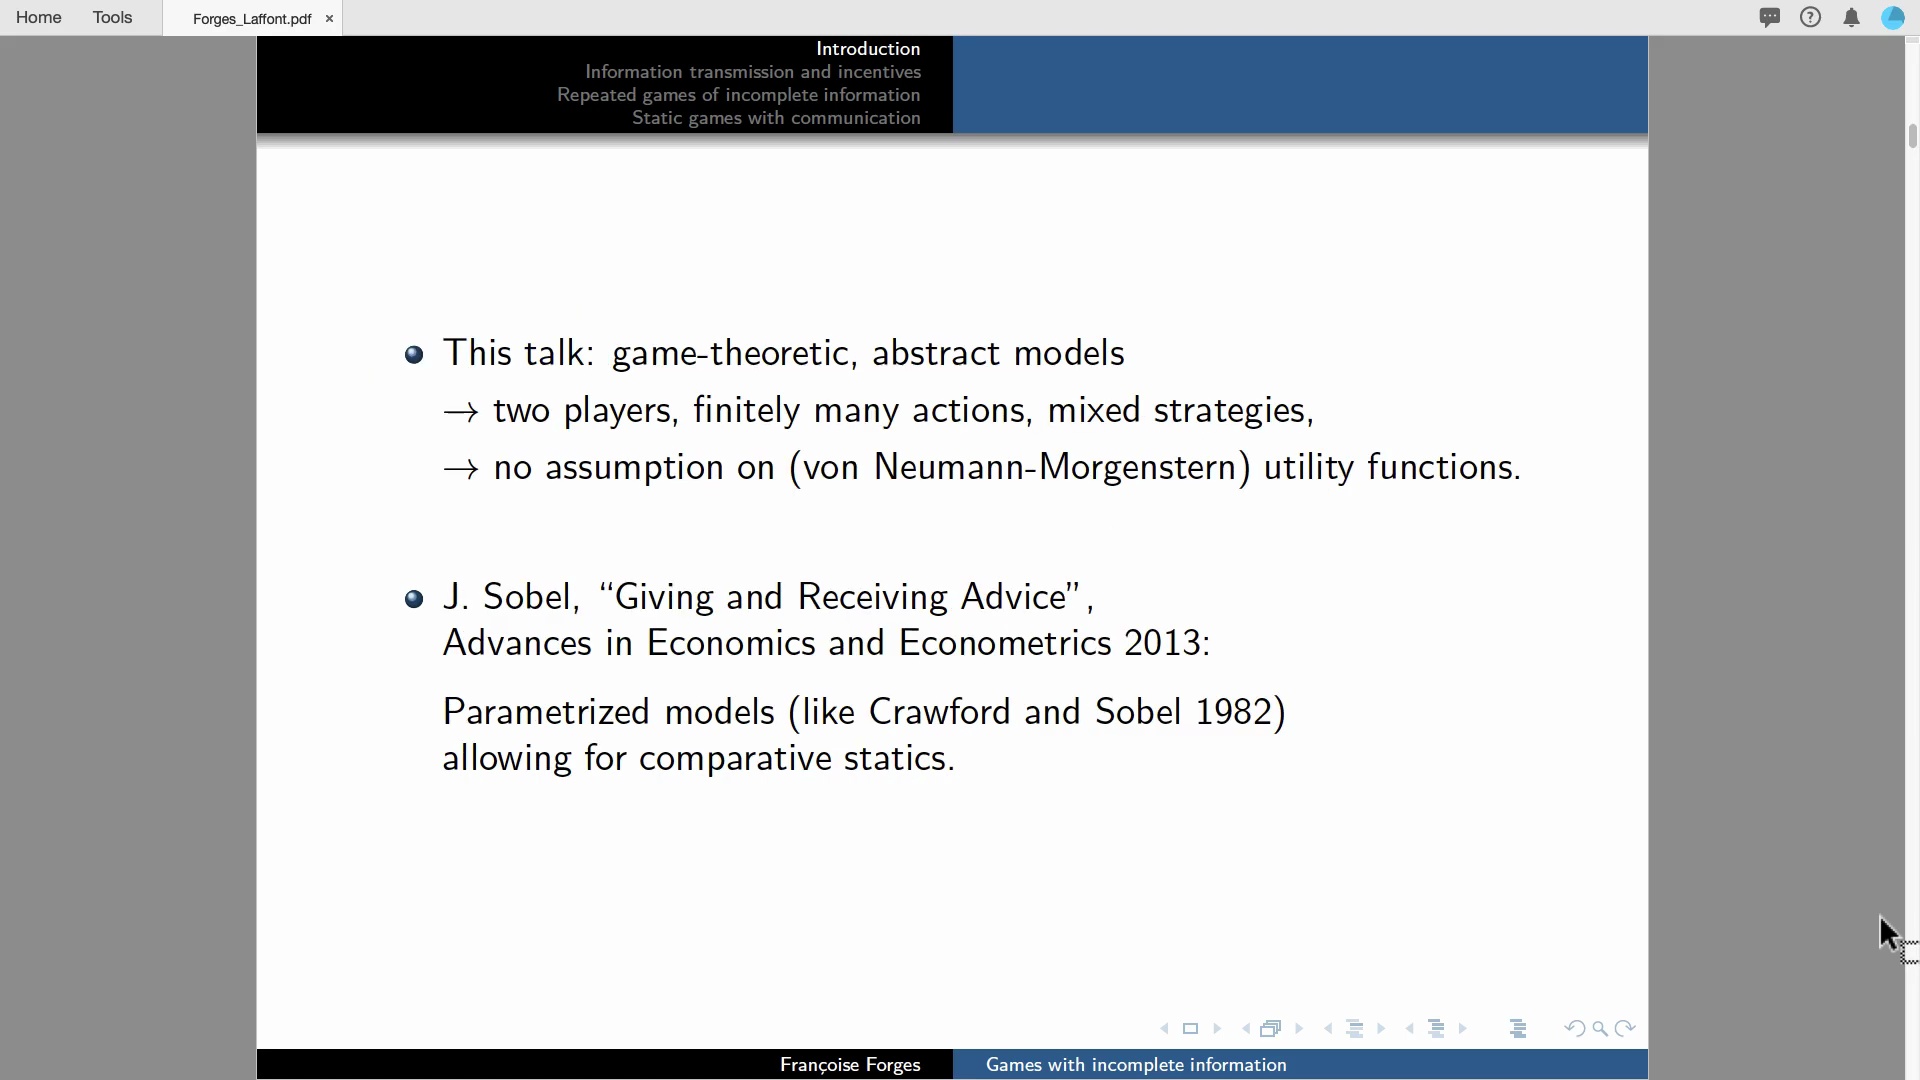 Home Tools Forges_Laffont.pdf ×
Introduction
Information transmission and incentives
Repeated games of incomplete information
Static games with communication
This talk: game-theoretic, abstract models
→ two players, finitely many actions, mixed strategies,
→ no assumption on (von Neumann-Morgenstern) utility functions.
J. Sobel, “Giving and Receiving Advice”,
Advances in Economics and Econometrics 2013:
Parametrized models (like Crawford and Sobel 1982)
allowing for comparative statics.
Françoise Forges Games with incomplete information